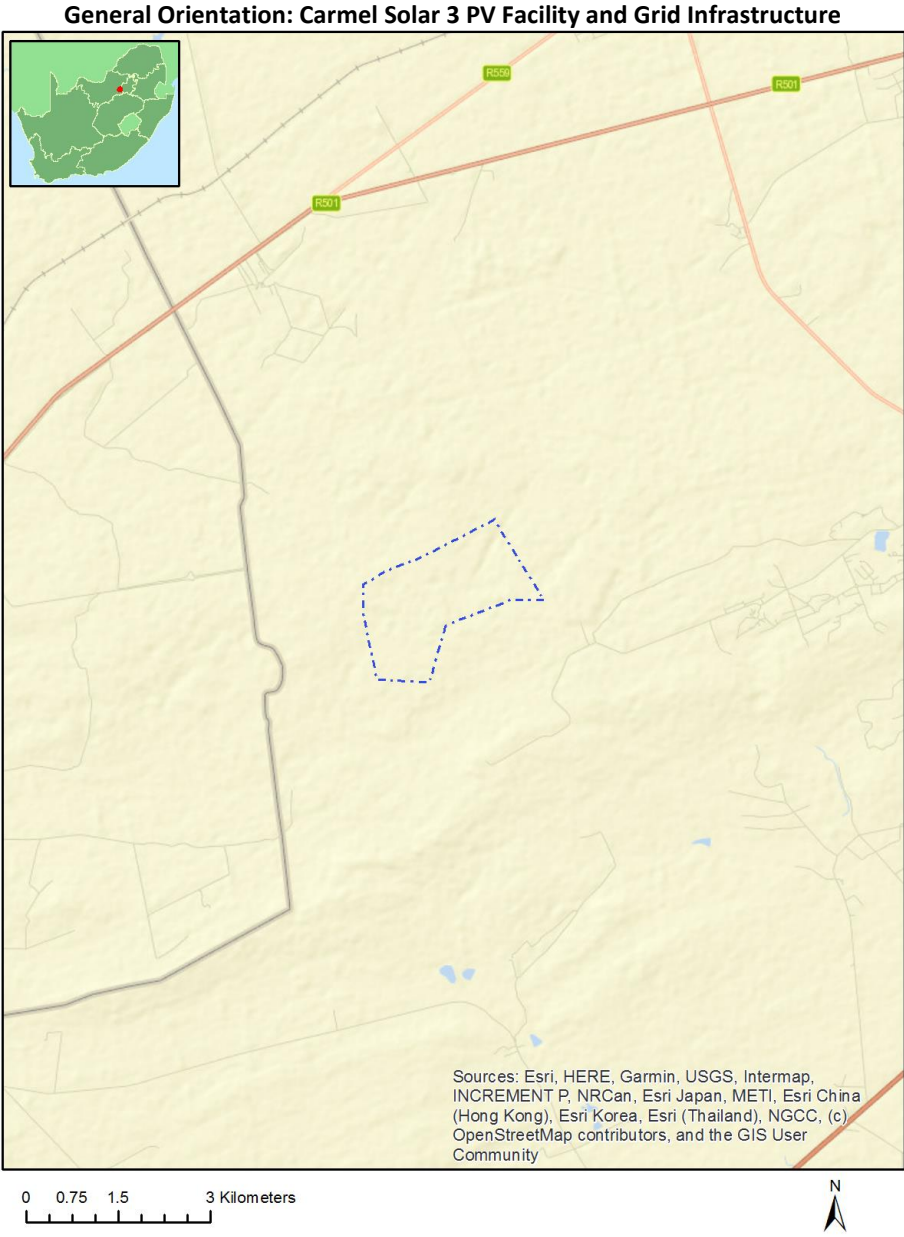 General Orientation: Carmel Solar 3 PV Facility and Grid Infrastructure
R559
R501
R501
Sources: Esri, HERE, Garmin, USGS, Intermap,
INCREMENT P, NRCan, Esri Japan, METI, Esri China
(Hong Kong), Esri Korea, Esri (Thailand), NGCC, (c)
OpenStreetMap contributors, and the GIS User
Community
0 0.75 1.5 3 Kilometers
N